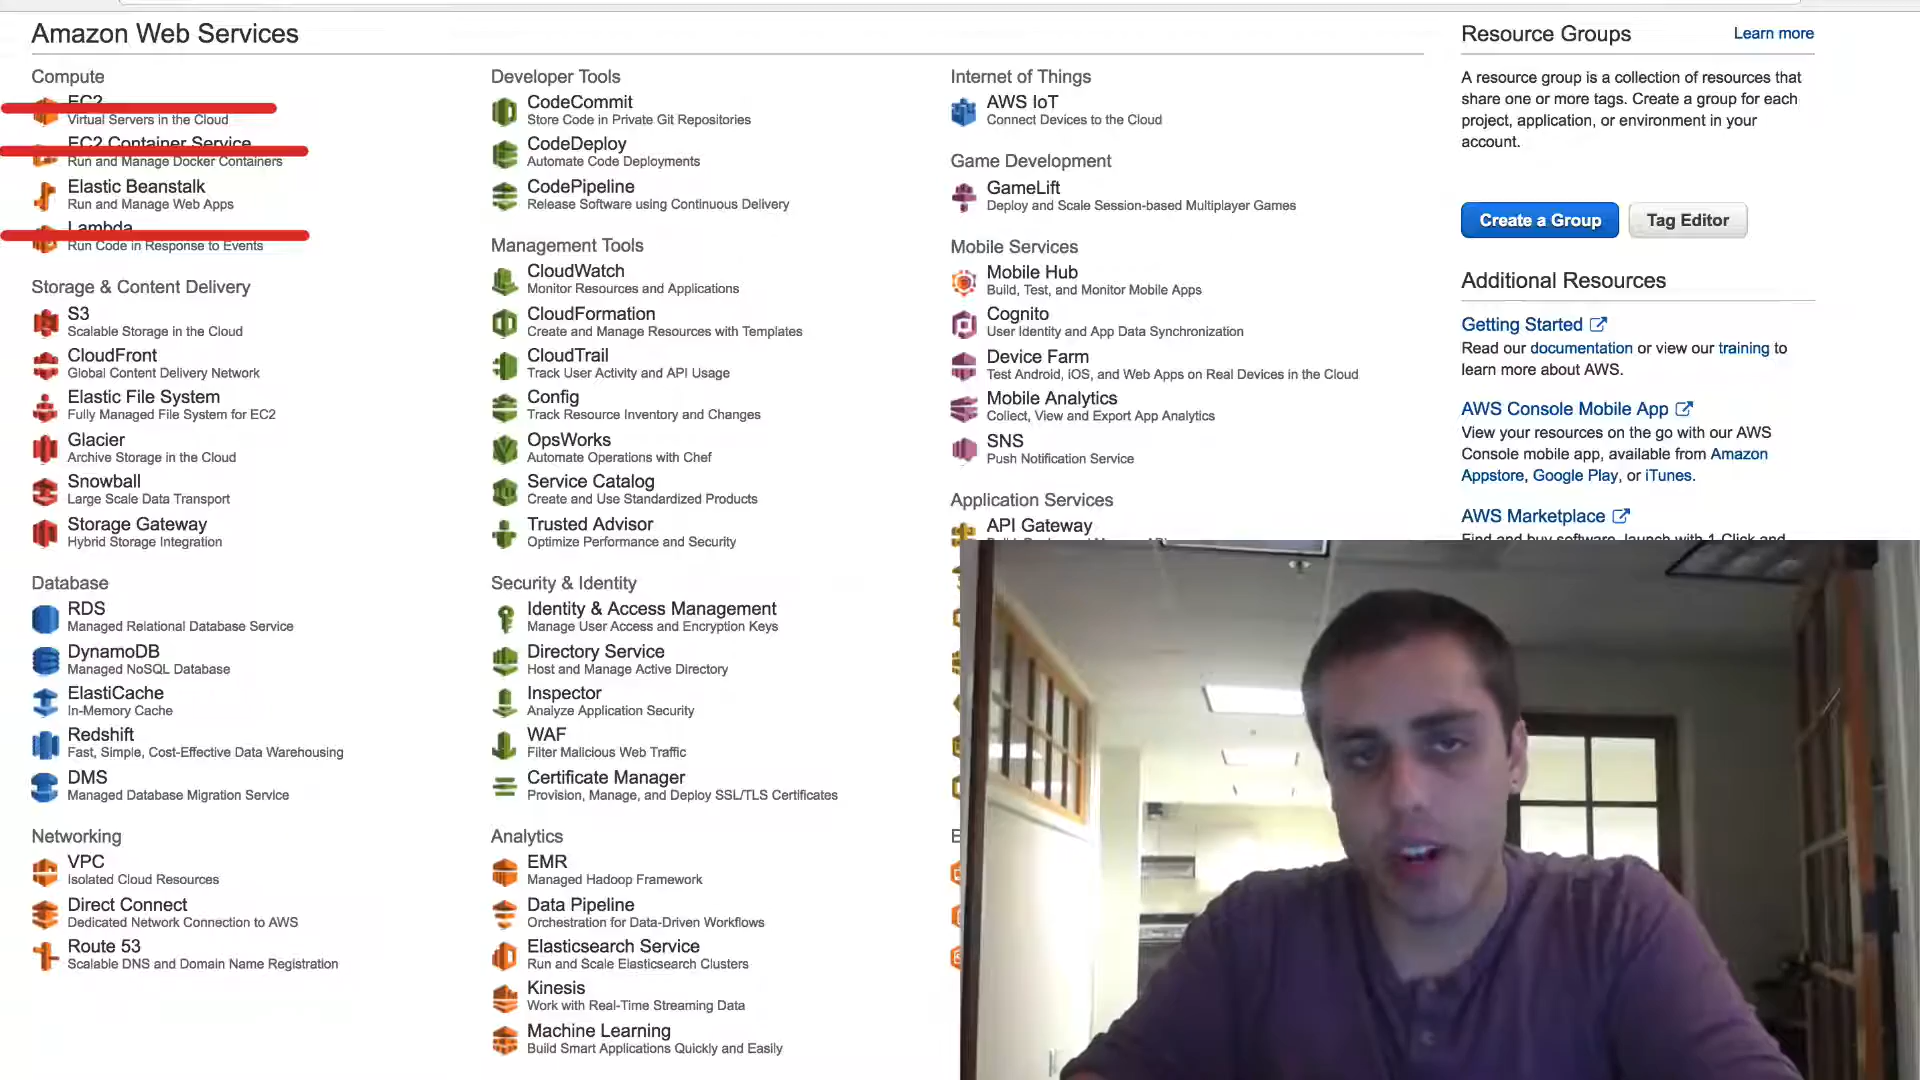 Amazon Web Services
Compute
EC2
Virtual Servers in the Cloud
EC2 Container Service
Run and Manage Docker Containers
Elastic Beanstalk
Run and Manage Web Apps
Lambda
Run Code in Response to Events
Storage & Content Delivery
S3
Scalable Storage in the Cloud
CloudFront
Global Content Delivery Network
Elastic File System
Fully Managed File System for EC2
Glacier
Archive Storage in the Cloud
Snowball
Large Scale Data Transport
Storage Gateway
Hybrid Storage Integration
Database
RDS
Managed Relational Database Service
DynamoDB
Managed NoSQL Database
ElastiCache
In-Memory Cache
Redshift
Fast, Simple, Cost-Effective Data Warehousing
DMS
Managed Database Migration Service
Networking
VPC
Isolated Cloud Resources
Direct Connect
Dedicated Network Connection to AWS
Route 53
Scalable DNS and Domain Name Registration
Developer Tools
CodeCommit
Store Code in Private Git Repositories
CodeDeploy
Automate Code Deployments
CodePipeline
Release Software using Continuous Delivery
Management Tools
CloudWatch
Monitor Resources and Applications
CloudFormation
Create and Manage Resources with Templates
CloudTrail
Track User Activity and API Usage
Config
Track Resource Inventory and Changes
OpsWorks
Automate Operations with Chef
Service Catalog
Create and Use Standardized Products
Trusted Advisor
Optimize Performance and Security
Security & Identity
Identity & Access Management
Manage User Access and Encryption Keys
Directory Service
Host and Manage Active Directory
Inspector
Analyze Application Security
WAF
Filter Malicious Web Traffic
Certificate Manager
Provision, Manage, and Deploy SSL/TLS Certificates
Analytics
EMR
Managed Hadoop Framework
Data Pipeline
Orchestration for Data-Driven Workflows
Elasticsearch Service
Run and Scale Elasticsearch Clusters
Kinesis
Work with Real-Time Streaming Data
Machine Learning
Build Smart Applications Quickly and Easily
Internet of Things
AWS IoT
Connect Devices to the Cloud
Game Development
GameLift
Deploy and Scale Session-based Multiplayer Games
Mobile Services
Mobile Hub
Build, Test, and Monitor Mobile Apps
Cognito
User Identity and App Data Synchronization
Device Farm
Test Android, iOS, and Web Apps on Real Devices in the Cloud
Mobile Analytics
Collect, View and Export App Analytics
SNS
Push Notification Service
Application Services
API Gateway
Resource Groups
Learn more
A resource group is a collection of resources that
share one or more tags. Create a group for each
project, application, or environment in your
account.
Create a Group
Tag Editor
Additional Resources
Getting Started
Read our documentation or view our training to
learn more about AWS.
AWS Console Mobile App
View your resources on the go with our AWS
Console mobile app, available from Amazon
Appstore, Google Play, or iTunes.
AWS Marketplace
Find and buy software, launch with 1-Click and